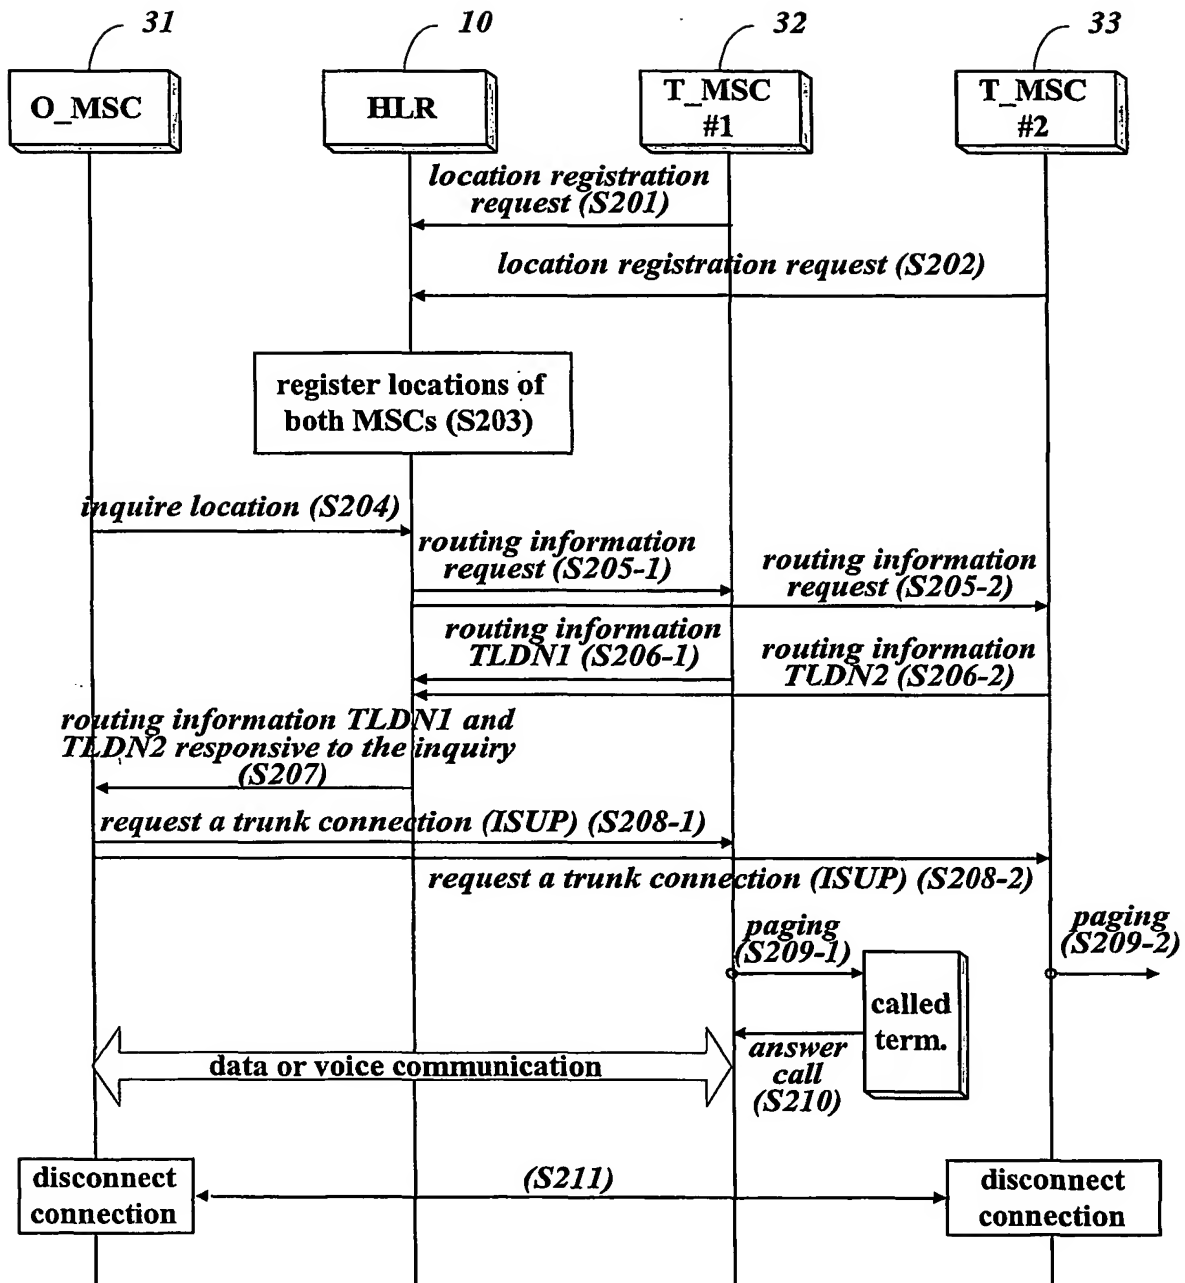 31
10
32
33
O_MSC
HLR
T_MSC
#1
T_MSC
#2
location registration
request (S201)
location registration request (S202)
register locations of
both MSCs (S203)
inquire location (S204)
routing information
request (S205-1)
routing information
request (S205-2)
routing information
TLDN1 (S206-1)
routing information
TLDN2 (S206-2)
routing information TLDN1 and
TLDN2 responsive to the inquiry
(S207)
request a trunk connection (ISUP) (S208-1)
request a trunk connection (ISUP) (S208-2)
paging
(S209-1)
paging
(S209-2)
called
term.
answer
call
(S210)
data or voice communication
disconnect
connection
(S211)
disconnect
connection